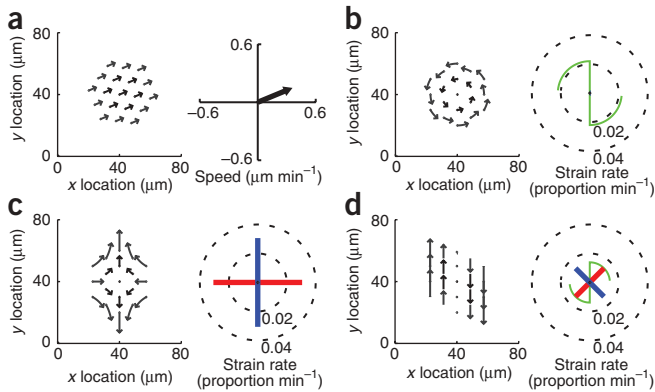 a
80
40
0
y location (μm)
0 40 80
x location (μm)
0.6
–0.6 0.6
–0.6
Speed (μm min⁻¹)
b
80
40
0
y location (μm)
0 40 80
x location (μm)
0.02
0.04
Strain rate
(proportion min⁻¹)
c
80
40
0
y location (μm)
0 40 80
x location (μm)
0.02
0.04
Strain rate
(proportion min⁻¹)
d
80
40
0
y location (μm)
0 40 80
x location (μm)
0.02
0.04
Strain rate
(proportion min⁻¹)